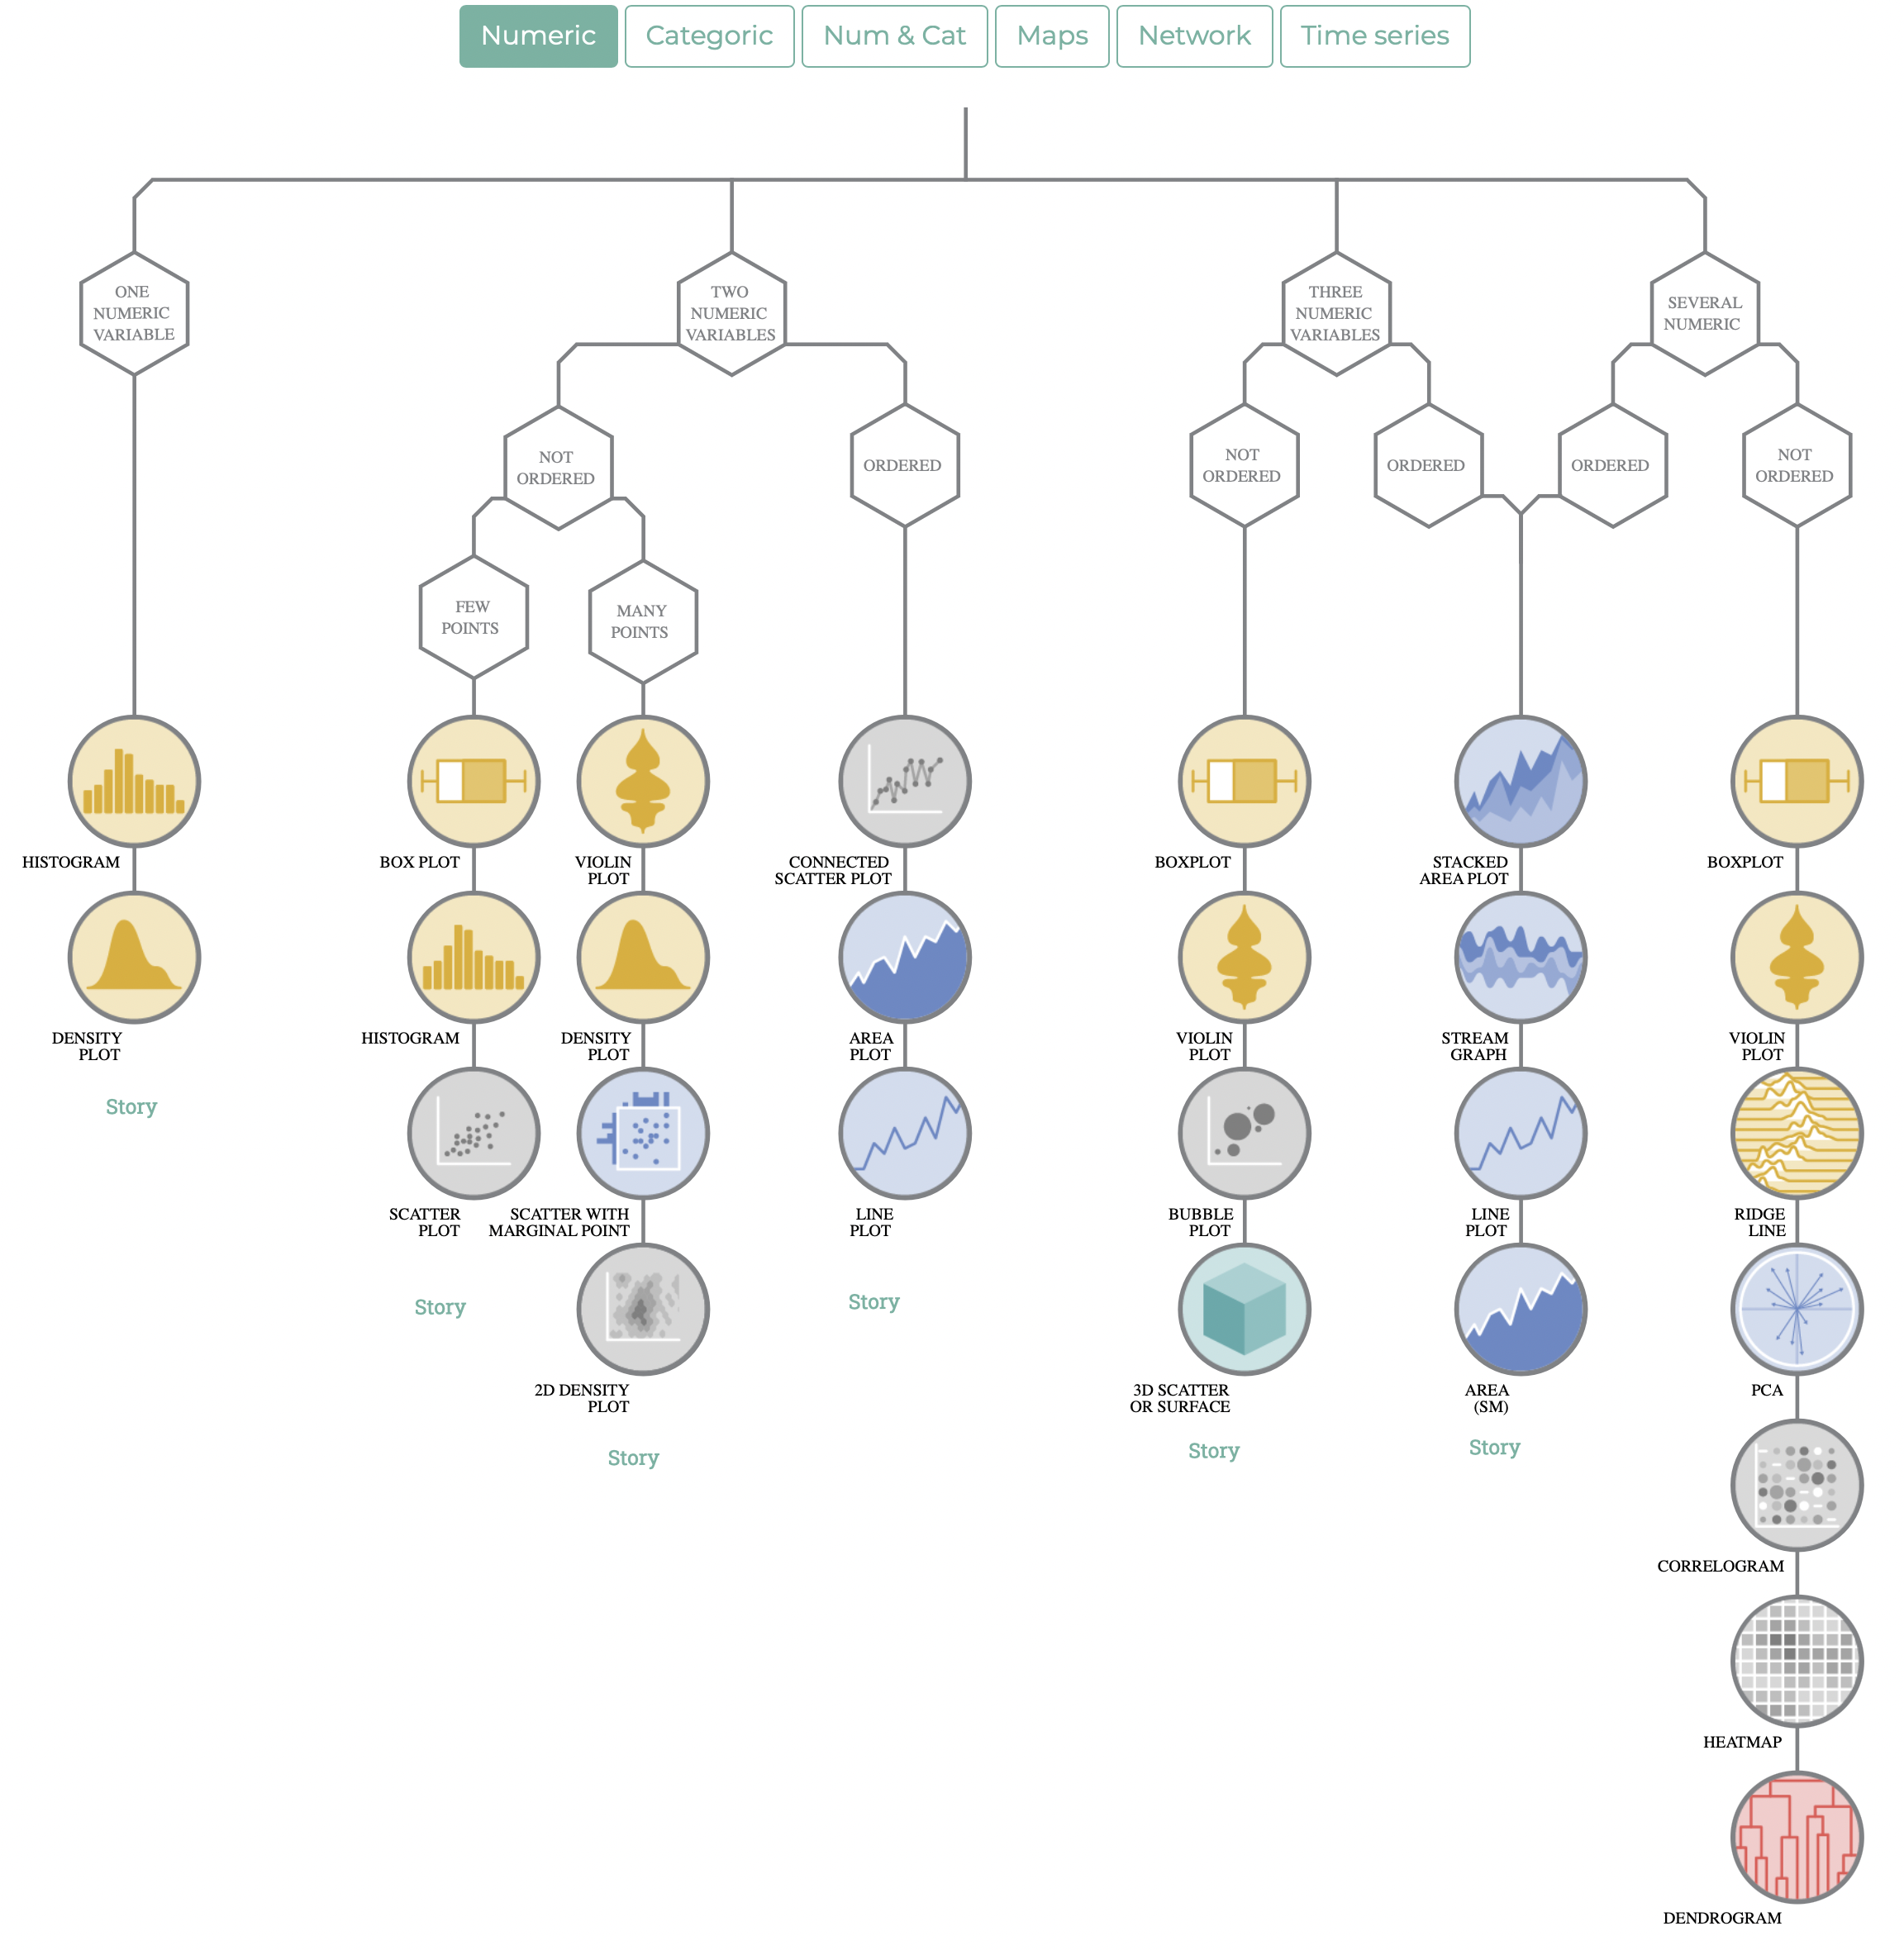 Numeric
Categoric
Num & Cat
Maps
Network
Time series
ONE
NUMERIC
VARIABLE
TWO
NUMERIC
VARIABLES
THREE
NUMERIC
VARIABLES
SEVERAL
NUMERIC
NOT
ORDERED
ORDERED
NOT
ORDERED
ORDERED
ORDERED
NOT
ORDERED
FEW
POINTS
MANY
POINTS
HISTOGRAM
BOX PLOT
VIOLIN
PLOT
CONNECTED
SCATTER PLOT
BOXPLOT
STACKED
AREA PLOT
BOXPLOT
DENSITY
PLOT
HISTOGRAM
DENSITY
PLOT
AREA
PLOT
VIOLIN
PLOT
STREAM
GRAPH
VIOLIN
PLOT
Story
SCATTER
PLOT
SCATTER WITH
MARGINAL POINT
LINE
PLOT
BUBBLE
PLOT
LINE
PLOT
RIDGE
LINE
Story
2D DENSITY
PLOT
Story
3D SCATTER
OR SURFACE
AREA
(SM)
PCA
Story
Story
Story
CORRELOGRAM
HEATMAP
DENDROGRAM